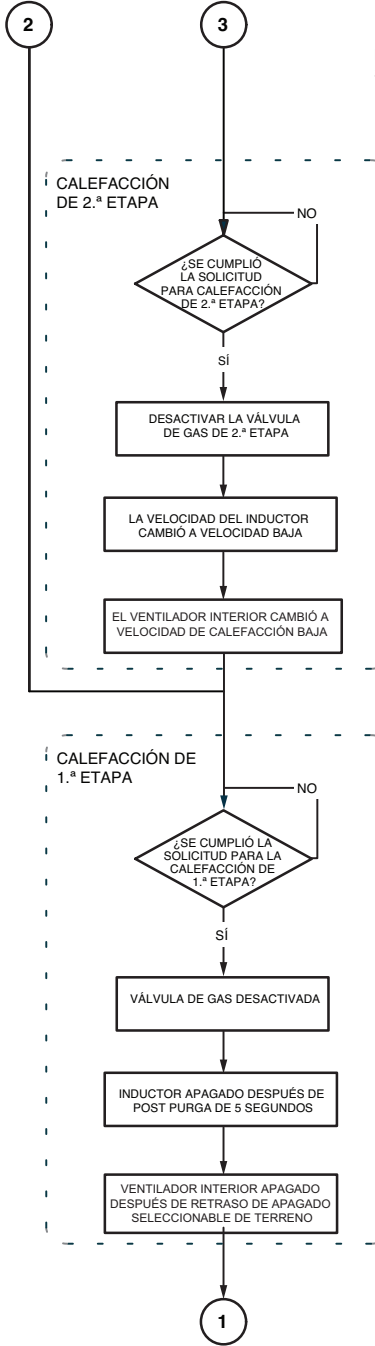 2
3
CALEFACCIÓN
DE 2.ª ETAPA
NO
¿SE CUMPLIÓ
LA SOLICITUD
PARA CALEFACCIÓN
DE 2.ª ETAPA?
SÍ
DESACTIVAR LA VÁLVULA
DE GAS DE 2.ª ETAPA
LA VELOCIDAD DEL INDUCTOR
CAMBIÓ A VELOCIDAD BAJA
EL VENTILADOR INTERIOR CAMBIÓ A
VELOCIDAD DE CALEFACCIÓN BAJA
CALEFACCIÓN DE
1.ª ETAPA
NO
¿SE CUMPLIÓ LA
SOLICITUD PARA LA
CALEFACCIÓN DE
1.ª ETAPA?
SÍ
VÁLVULA DE GAS DESACTIVADA
INDUCTOR APAGADO DESPUÉS DE
POST PURGA DE 5 SEGUNDOS
VENTILADOR INTERIOR APAGADO
DESPUÉS DE RETRASO DE APAGADO
SELECCIONABLE DE TERRENO
1